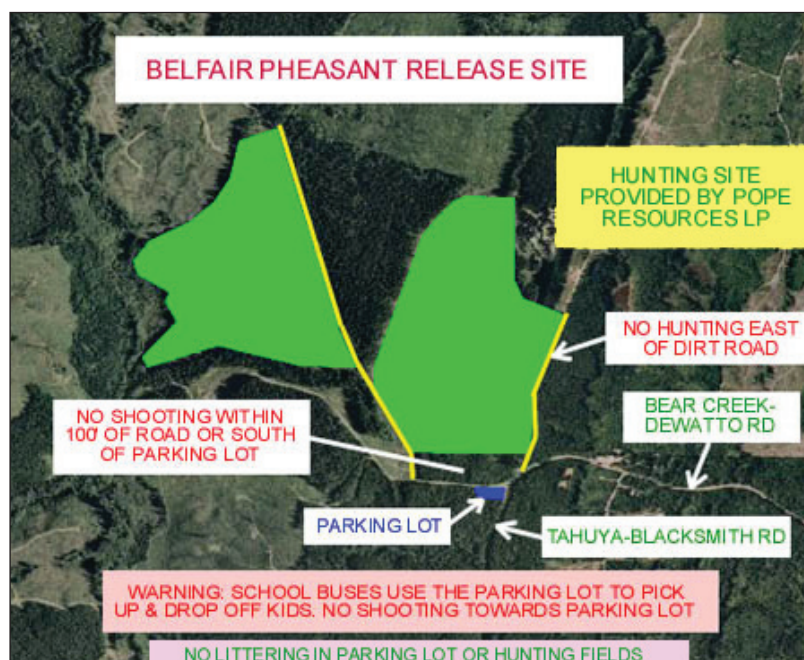 BELFAIR PHEASANT RELEASE SITE
HUNTING SITE
PROVIDED BY POPE
RESOURCES LP
NO HUNTING EAST
OF DIRT ROAD
NO SHOOTING WITHIN
100' OF ROAD OR SOUTH
OF PARKING LOT
BEAR CREEK-
DEWATTO RD
PARKING LOT
TAHUYA-BLACKSMITH RD
WARNING: SCHOOL BUSES USE THE PARKING LOT TO PICK
UP & DROP OFF KIDS. NO SHOOTING TOWARDS PARKING LOT
NO LITTERING IN PARKING LOT OR HUNTING FIELDS